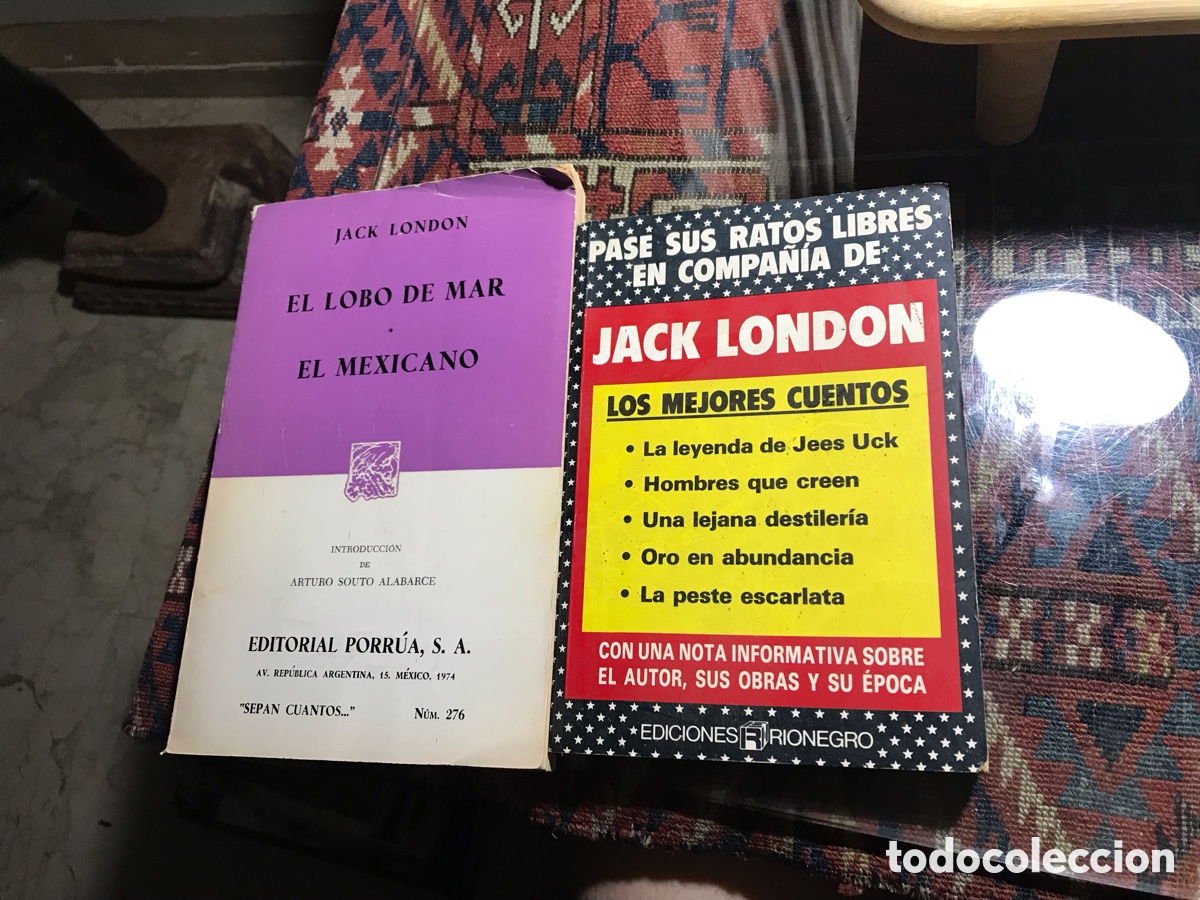 JACK LONDON
EL LOBO DE MAR
*
EL MEXICANO
INTRODUCCIÓN
DE
ARTURO SOUTO ALABARCE
EDITORIAL PORRÚA, S. A.
AV. REPÚBLICA ARGENTINA, 15. MÉXICO, 1974
"SEPAN CUANTOS..." NÚM. 276
PASE SUS RATOS LIBRES
EN COMPAÑÍA DE
JACK LONDON
LOS MEJORES CUENTOS
• La leyenda de Jees Uck
• Hombres que creen
• Una lejana destilería
• Oro en abundancia
• La peste escarlata
CON UNA NOTA INFORMATIVA SOBRE
EL AUTOR, SUS OBRAS Y SU ÉPOCA
EDICIONES R RIONEGRO
todocoleccion